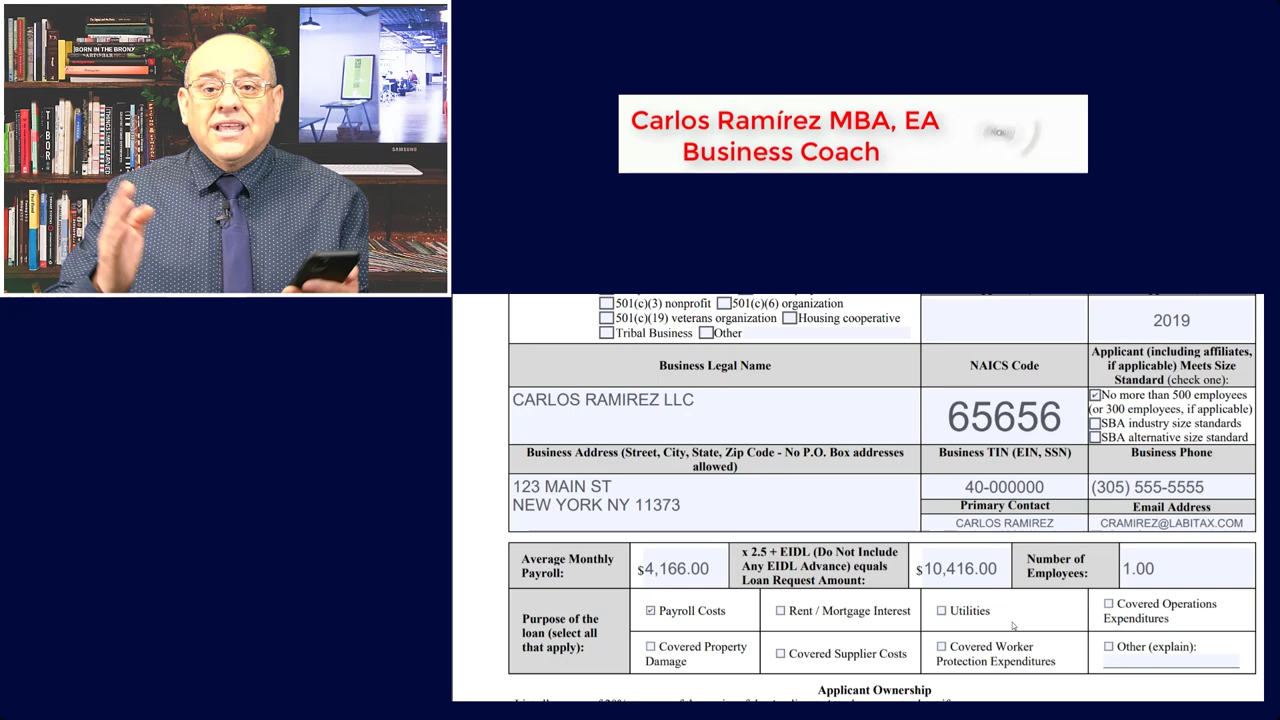 BORN IN THE BRONX
TIBOR
SAMSUNG
Carlos Ramírez MBA, EA
Business Coach
501(c)(3) nonprofit 501(c)(6) organization
501(c)(19) veterans organization Housing cooperative
Tribal Business Other
2019
Business Legal Name
NAICS Code
Applicant (including affiliates,
if applicable) Meets Size
Standard (check one):
CARLOS RAMIREZ LLC
65656
No more than 500 employees
(or 300 employees, if applicable)
SBA industry size standards
SBA alternative size standard
Business Address (Street, City, State, Zip Code - No P.O. Box addresses
allowed)
Business TIN (EIN, SSN)
Business Phone
123 MAIN ST
NEW YORK NY 11373
40-000000
(305) 555-5555
Primary Contact
Email Address
CARLOS RAMIREZ
CRAMIREZ@LABITAX.COM
Average Monthly
Payroll:
$4,166.00
x 2.5 + EIDL (Do Not Include
Any EIDL Advance) equals
Loan Request Amount:
$10,416.00
Number of
Employees:
1.00
Purpose of the
loan (select all
that apply):
Payroll Costs
Rent / Mortgage Interest
Utilities
Covered Operations
Expenditures
Covered Property
Damage
Covered Supplier Costs
Covered Worker
Protection Expenditures
Other (explain):
Applicant Ownership